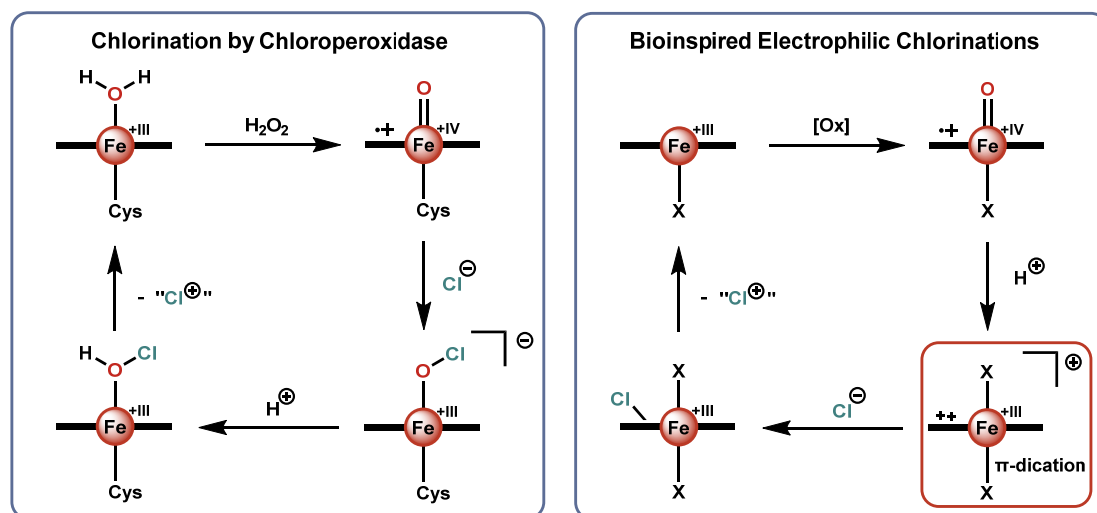 Chlorination by Chloroperoxidase
H H
O
+III
Fe
Cys
H₂O₂
O
·+ +IV
Fe
Cys
- "Cl⊕"
Cl⊖
H Cl
O
+III
Fe
Cys
H⊕
⊖
Cl
O
+III
Fe
Cys
Bioinspired Electrophilic Chlorinations
+III
Fe
X
[Ox]
O
·+ +IV
Fe
X
- "Cl⊕"
H⊕
X
Cl +III
Fe
X
Cl⊖
⊕
X
++ +III
Fe
π-dication
X